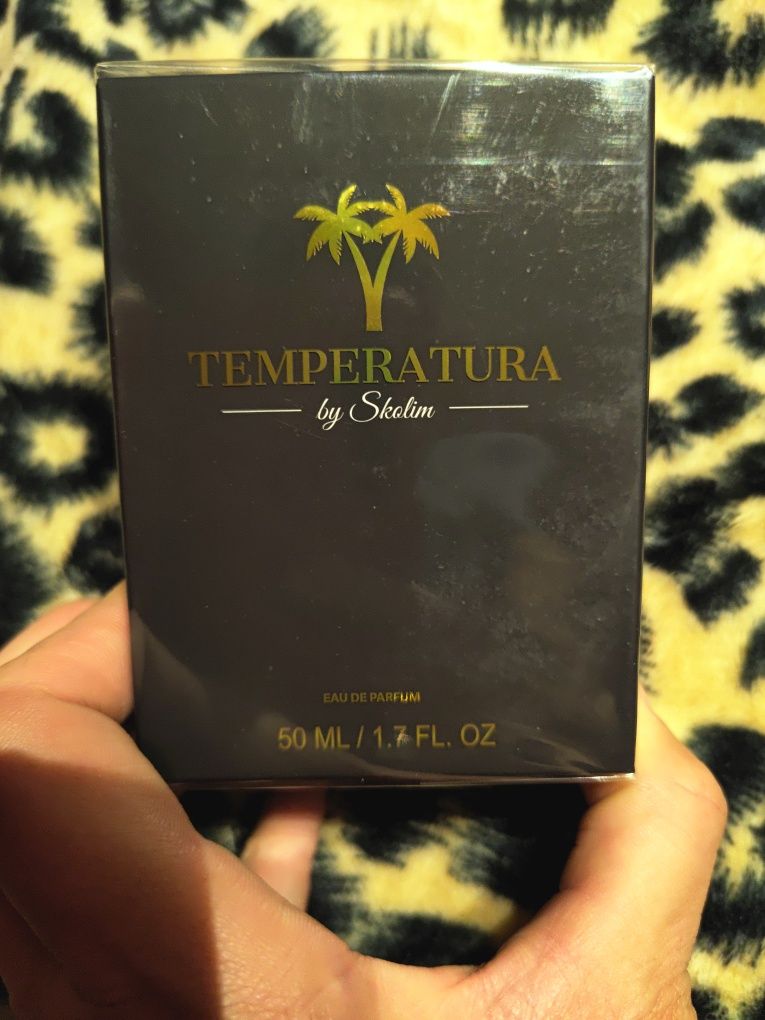 TEMPERATURA
by Skolim
EAU DE PARFUM
50 ML / 1.7 FL. OZ